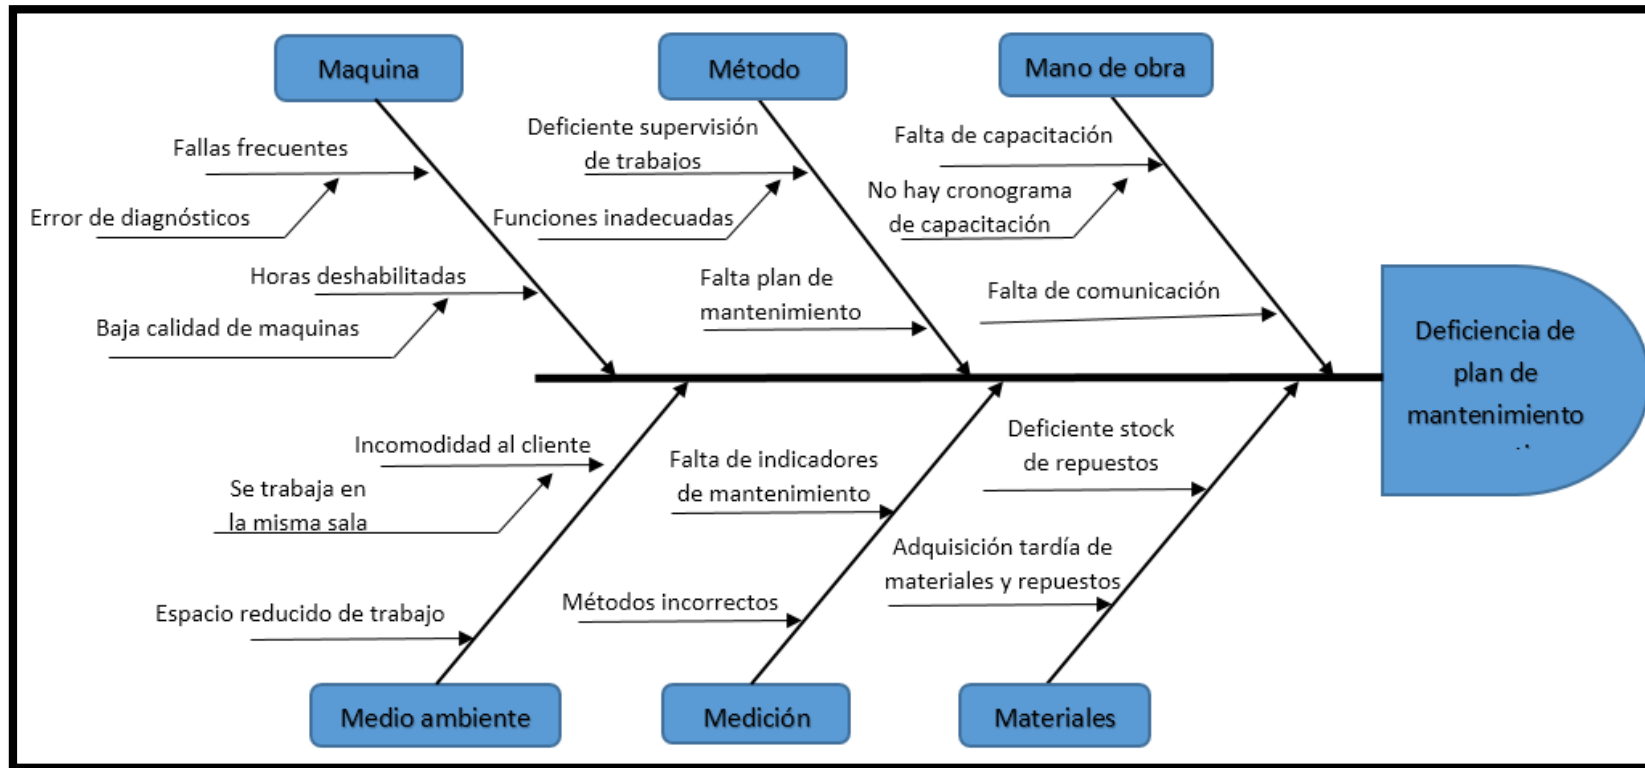 Maquina
Método
Mano de obra
Fallas frecuentes
Error de diagnósticos
Horas deshabilitadas
Baja calidad de maquinas
Deficiente supervisión
de trabajos
Funciones inadecuadas
Falta plan de
mantenimiento
Falta de capacitación
No hay cronograma
de capacitación
Falta de comunicación
Deficiencia de
plan de
mantenimiento
Incomodidad al cliente
Se trabaja en
la misma sala
Espacio reducido de trabajo
Falta de indicadores
de mantenimiento
Métodos incorrectos
Deficiente stock
de repuestos
Adquisición tardía de
materiales y repuestos
Medio ambiente
Medición
Materiales